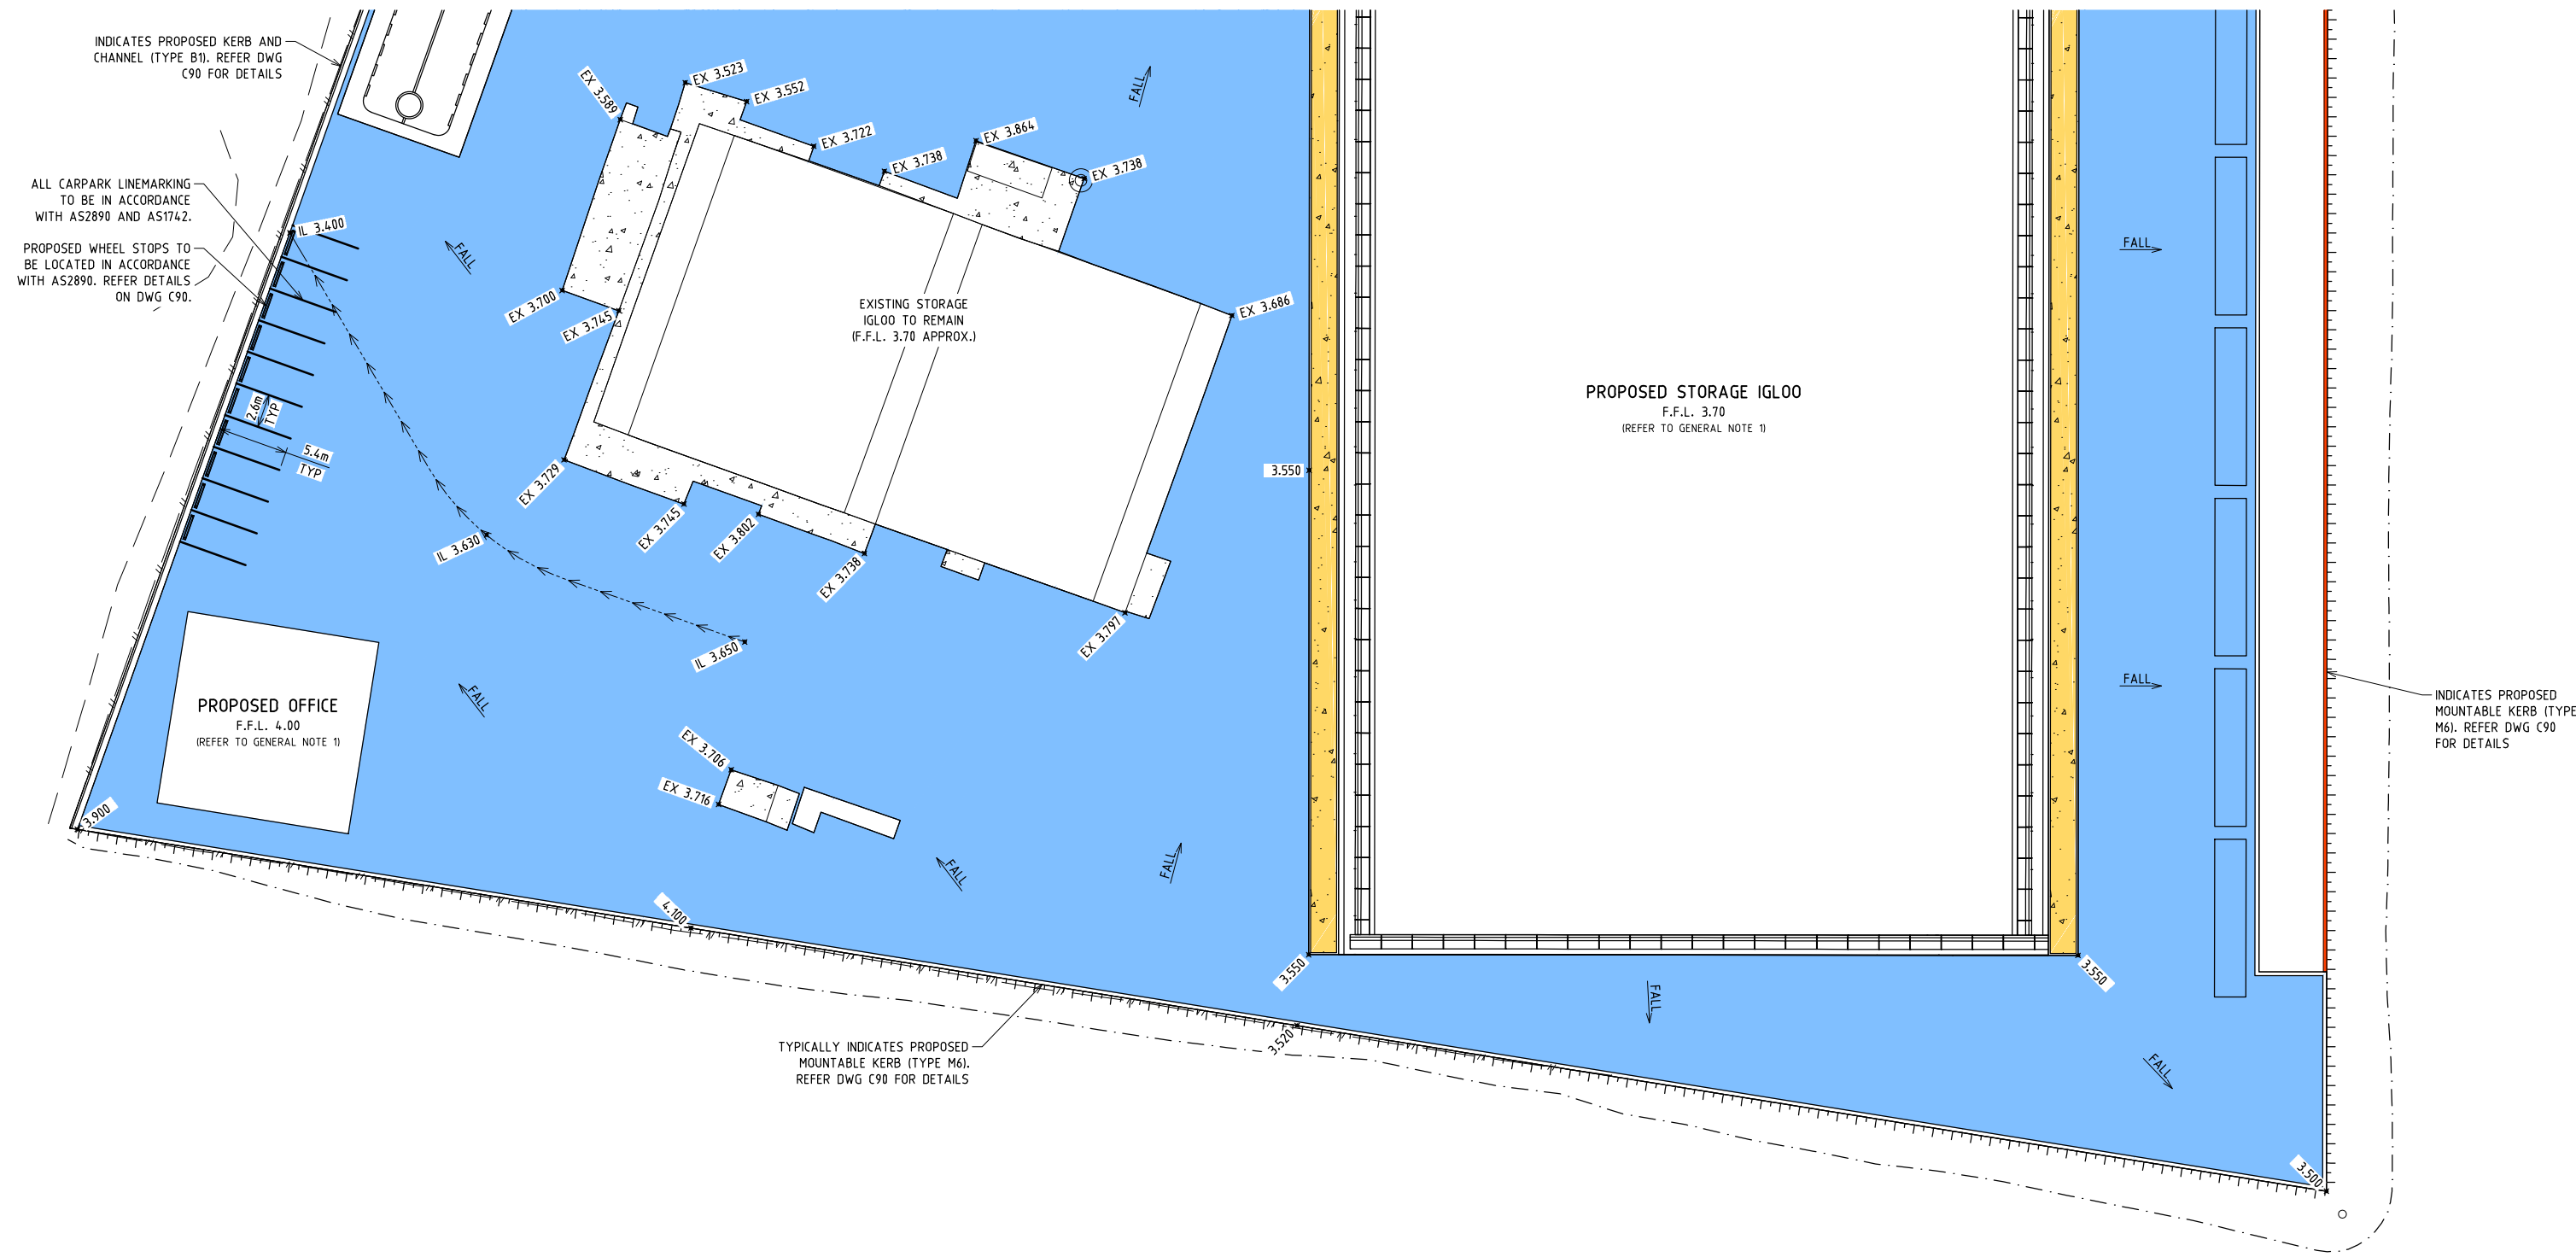 INDICATES PROPOSED KERB AND
CHANNEL (TYPE B1). REFER DWG
C90 FOR DETAILS
ALL CARPARK LINEMARKING
TO BE IN ACCORDANCE
WITH AS2890 AND AS1742.
PROPOSED WHEEL STOPS TO
BE LOCATED IN ACCORDANCE
WITH AS2890. REFER DETAILS
ON DWG C90.
IL 3.400
2.6m
TYP
5.4m
TYP
FALL
EX 3.589
EX 3.523
EX 3.552
EX 3.722
EX 3.738
EX 3.864
EX 3.738
FALL
EX 3.700
EX 3.745
EXISTING STORAGE
IGLOO TO REMAIN
(F.F.L. 3.70 APPROX.)
EX 3.686
EX 3.729
EX 3.745
EX 3.802
EX 3.738
EX 3.797
IL 3.630
IL 3.650
PROPOSED OFFICE
F.F.L. 4.00
(REFER TO GENERAL NOTE 1)
FALL
3.900
EX 3.706
EX 3.716
FALL
FALL
4.100
TYPICALLY INDICATES PROPOSED
MOUNTABLE KERB (TYPE M6).
REFER DWG C90 FOR DETAILS
3.550
PROPOSED STORAGE IGLOO
F.F.L. 3.70
(REFER TO GENERAL NOTE 1)
3.550
3.520
3.550
FALL
FALL
FALL
FALL
3.500
INDICATES PROPOSED
MOUNTABLE KERB (TYPE
M6). REFER DWG C90
FOR DETAILS